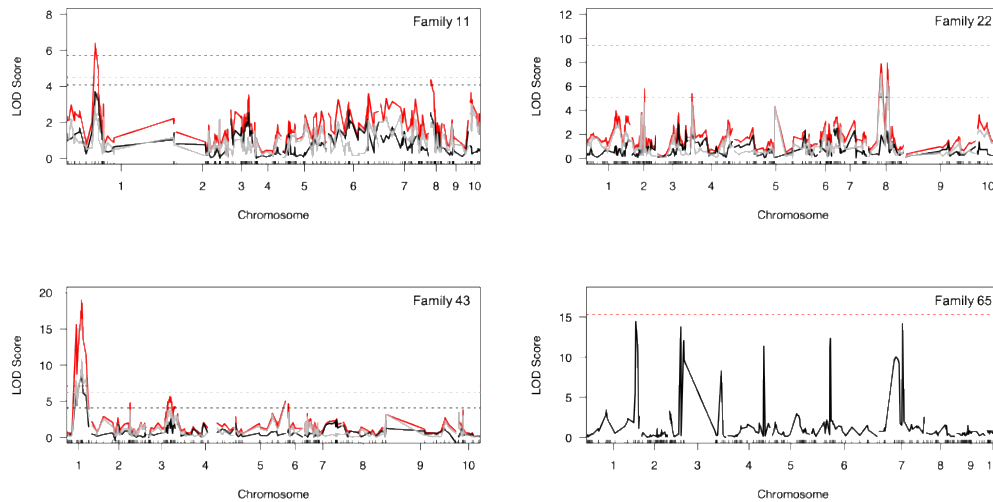 Family 11
LOD Score
0 2 4 6 8
1 2 3 4 5 6 7 8 9 10
Chromosome
Family 22
LOD Score
0 2 4 6 8 10 12
1 2 3 4 5 6 7 8 9 10
Chromosome
Family 43
LOD Score
0 5 10 15 20
1 2 3 4 5 6 7 8 9 10
Chromosome
Family 65
LOD Score
0 5 10 15
1 2 3 4 5 6 7 8 9 1
Chromosome